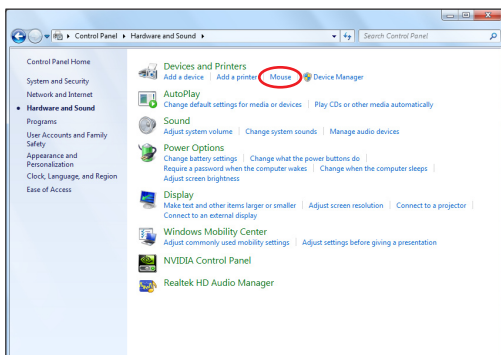 Control Panel ▸ Hardware and Sound ▸
Search Control Panel
Control Panel Home
System and Security
Network and Internet
Hardware and Sound
Programs
User Accounts and Family
Safety
Appearance and
Personalization
Clock, Language, and Region
Ease of Access
Devices and Printers
Add a device | Add a printer | Mouse | Device Manager
AutoPlay
Change default settings for media or devices | Play CDs or other media automatically
Sound
Adjust system volume | Change system sounds | Manage audio devices
Power Options
Change battery settings | Change what the power buttons do |
Require a password when the computer wakes | Change when the computer sleeps |
Adjust screen brightness
Display
Make text and other items larger or smaller | Adjust screen resolution | Connect to a projector |
Connect to an external display
Windows Mobility Center
Adjust commonly used mobility settings | Adjust settings before giving a presentation
NVIDIA Control Panel
Realtek HD Audio Manager